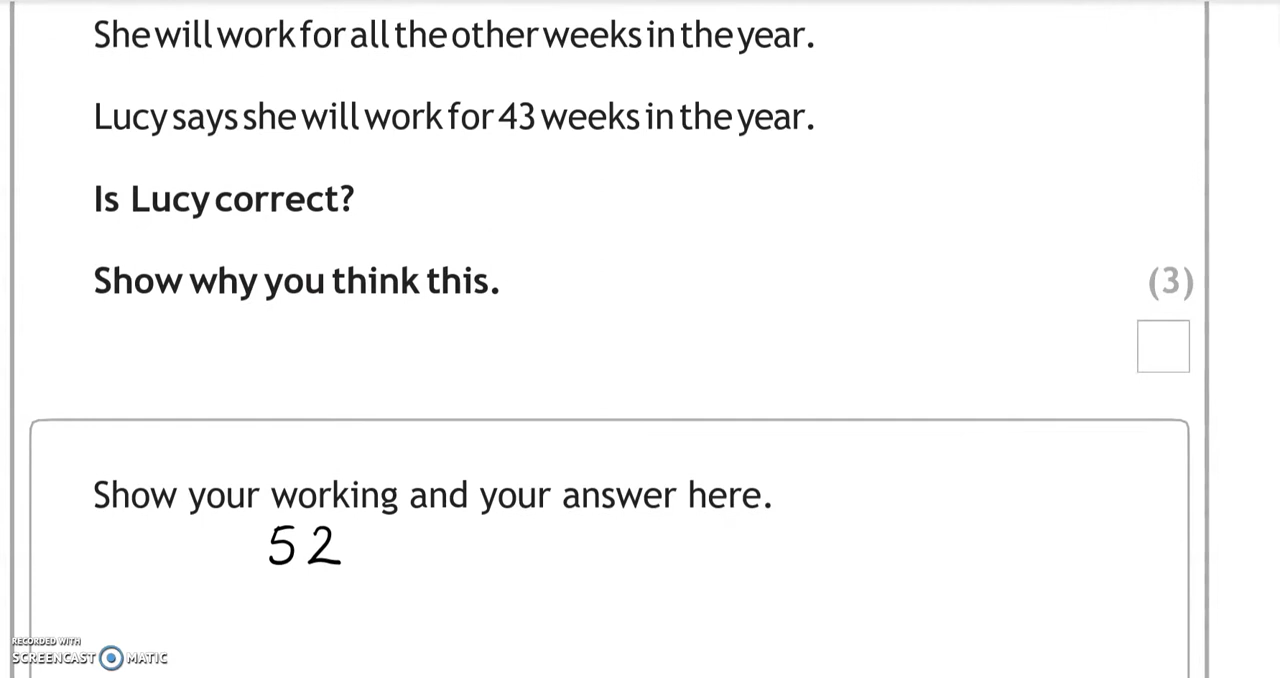 She will work for all the other weeks in the year.
Lucy says she will work for 43 weeks in the year.
Is Lucy correct?
Show why you think this.
(3)
Show your working and your answer here.
52
RECORDED WITH
SCREENCAST MATIC